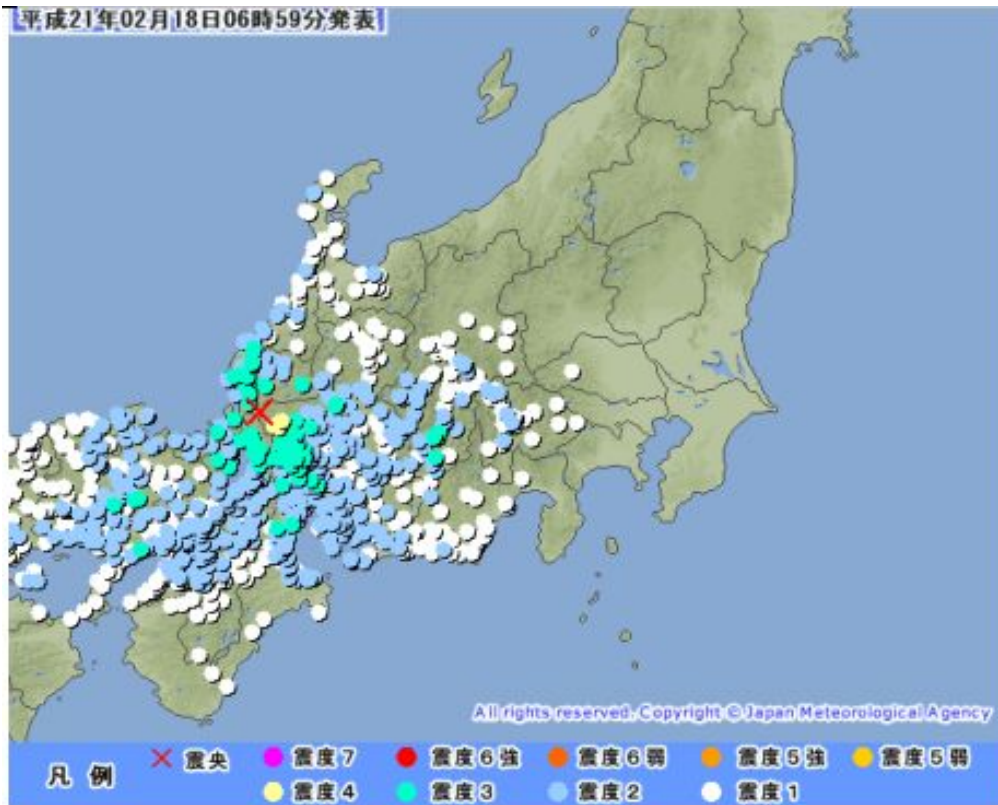 平成21年02月18日06時59分発表
All rights reserved. Copyright © Japan Meteorological Agency
凡 例
震央 震度7 震度6強 震度6弱 震度5強 震度5弱
震度4 震度3 震度2 震度1